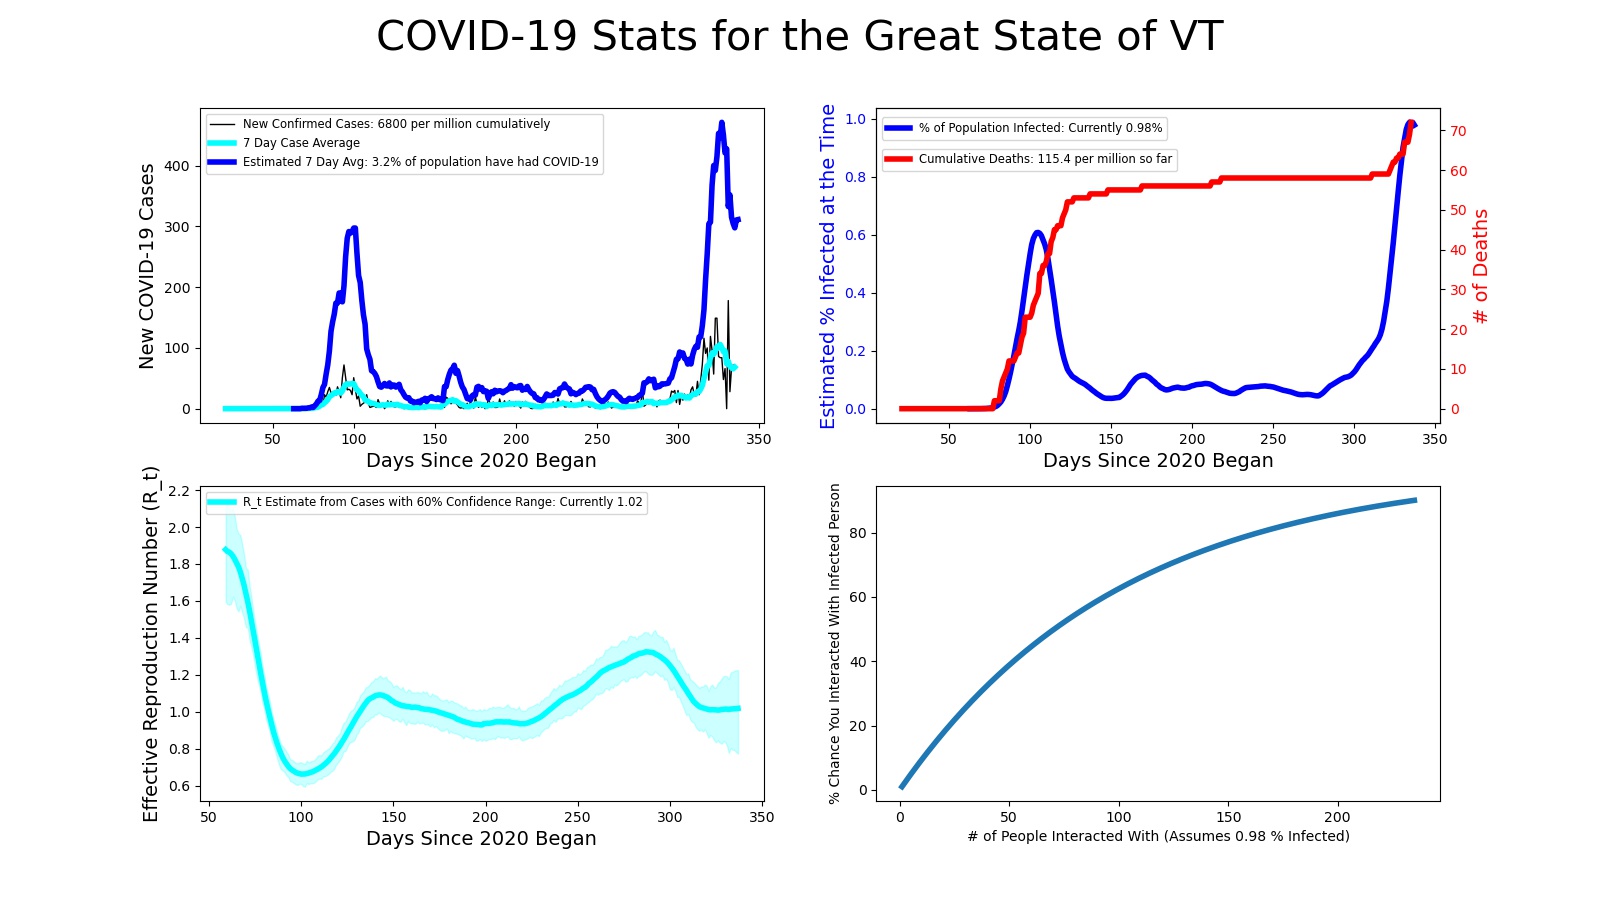 COVID-19 Stats for the Great State of VT
New COVID-19 Cases
400
300
200
100
0
New Confirmed Cases: 6800 per million cumulatively
7 Day Case Average
Estimated 7 Day Avg: 3.2% of population have had COVID-19
50 100 150 200 250 300 350
Days Since 2020 Began
Estimated % Infected at the Time
1.0
0.8
0.6
0.4
0.2
0.0
% of Population Infected: Currently 0.98%
Cumulative Deaths: 115.4 per million so far
70
60
50
40
30
20
10
0
# of Deaths
50 100 150 200 250 300 350
Days Since 2020 Began
Effective Reproduction Number (R_t)
2.2
2.0
1.8
1.6
1.4
1.2
1.0
0.8
0.6
R_t Estimate from Cases with 60% Confidence Range: Currently 1.02
50 100 150 200 250 300 350
Days Since 2020 Began
% Chance You Interacted With Infected Person
80
60
40
20
0
0 50 100 150 200
# of People Interacted With (Assumes 0.98 % Infected)